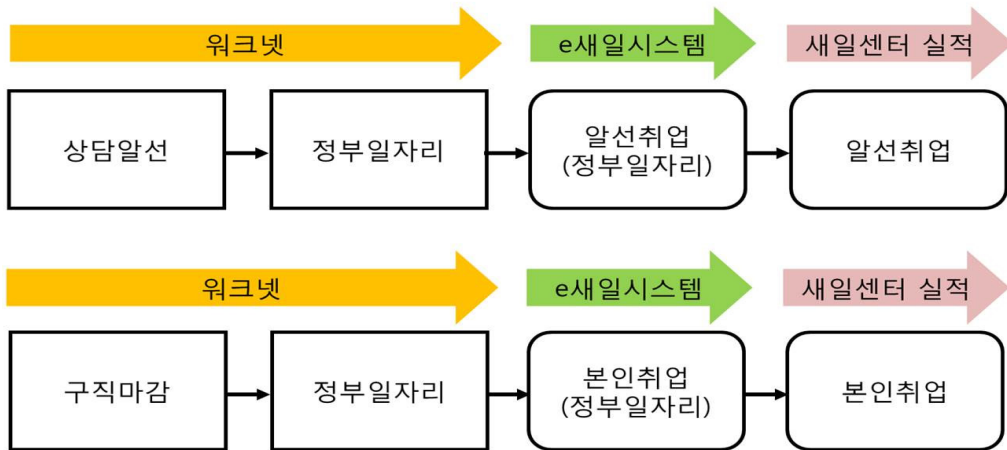 워크넷
e새일시스템
새일센터 실적
상담알선
정부일자리
알선취업
(정부일자리)
알선취업
워크넷
e새일시스템
새일센터 실적
구직마감
정부일자리
본인취업
(정부일자리)
본인취업